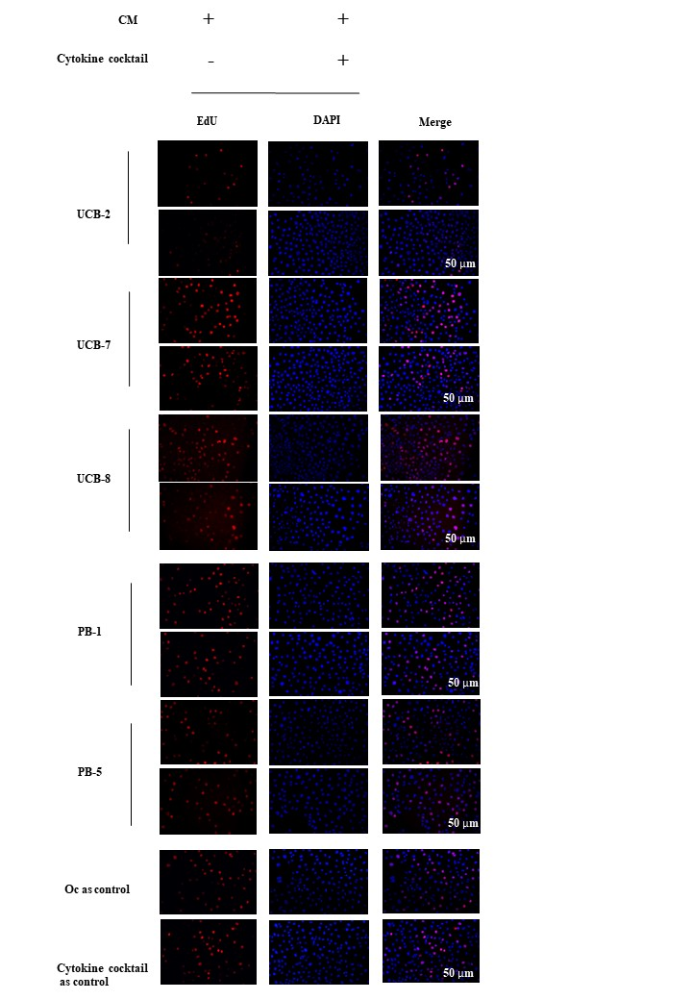 CM + +
Cytokine cocktail - +
EdU DAPI Merge
UCB-2
50 µm
UCB-7
50 µm
UCB-8
50 µm
PB-1
50 µm
PB-5
50 µm
Oc as control
Cytokine cocktail
as control
50 µm